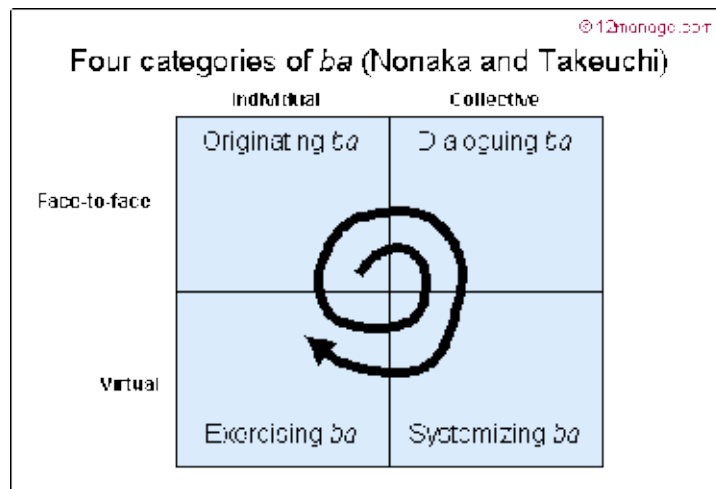 © 12manage.com
Four categories of ba (Nonaka and Takeuchi)
Individual Collective
Originating ba Dialoguing ba
Face-to-face
Virtual
Exercising ba Systemizing ba